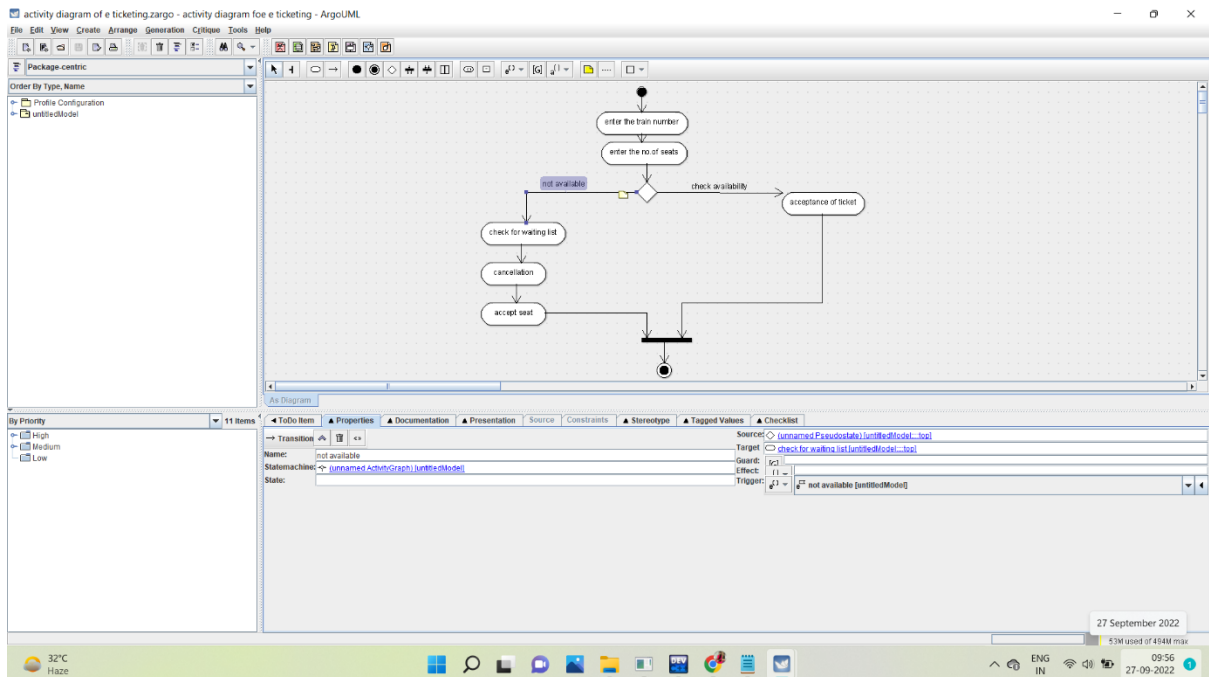 activity diagram of e ticketing.zargo - activity diagram foe e ticketing - ArgoUML
File Edit View Create Arrange Generation Critique Tools Help
Package-centric
Order By Type, Name
Profile Configuration
untitledModel
enter the train number
enter the no.of seats
not available
check availability
acceptance of ticket
check for waiting list
cancellation
accept seat
As Diagram
By Priority
11 Items
High
Medium
Low
ToDo Item Properties Documentation Presentation Source Constraints Stereotype Tagged Values Checklist
Transition
Name: not available
Statemachine: (unnamed ActivityGraph) [untitledModel]
State:
Source: (unnamed Pseudostate) [untitledModel:::top]
Target check for waiting list [untitledModel:::top]
Guard:
Effect:
Trigger: not available [untitledModel]
27 September 2022
53M used of 494M max
32°C
Haze
ENG
IN
09:56
27-09-2022
1